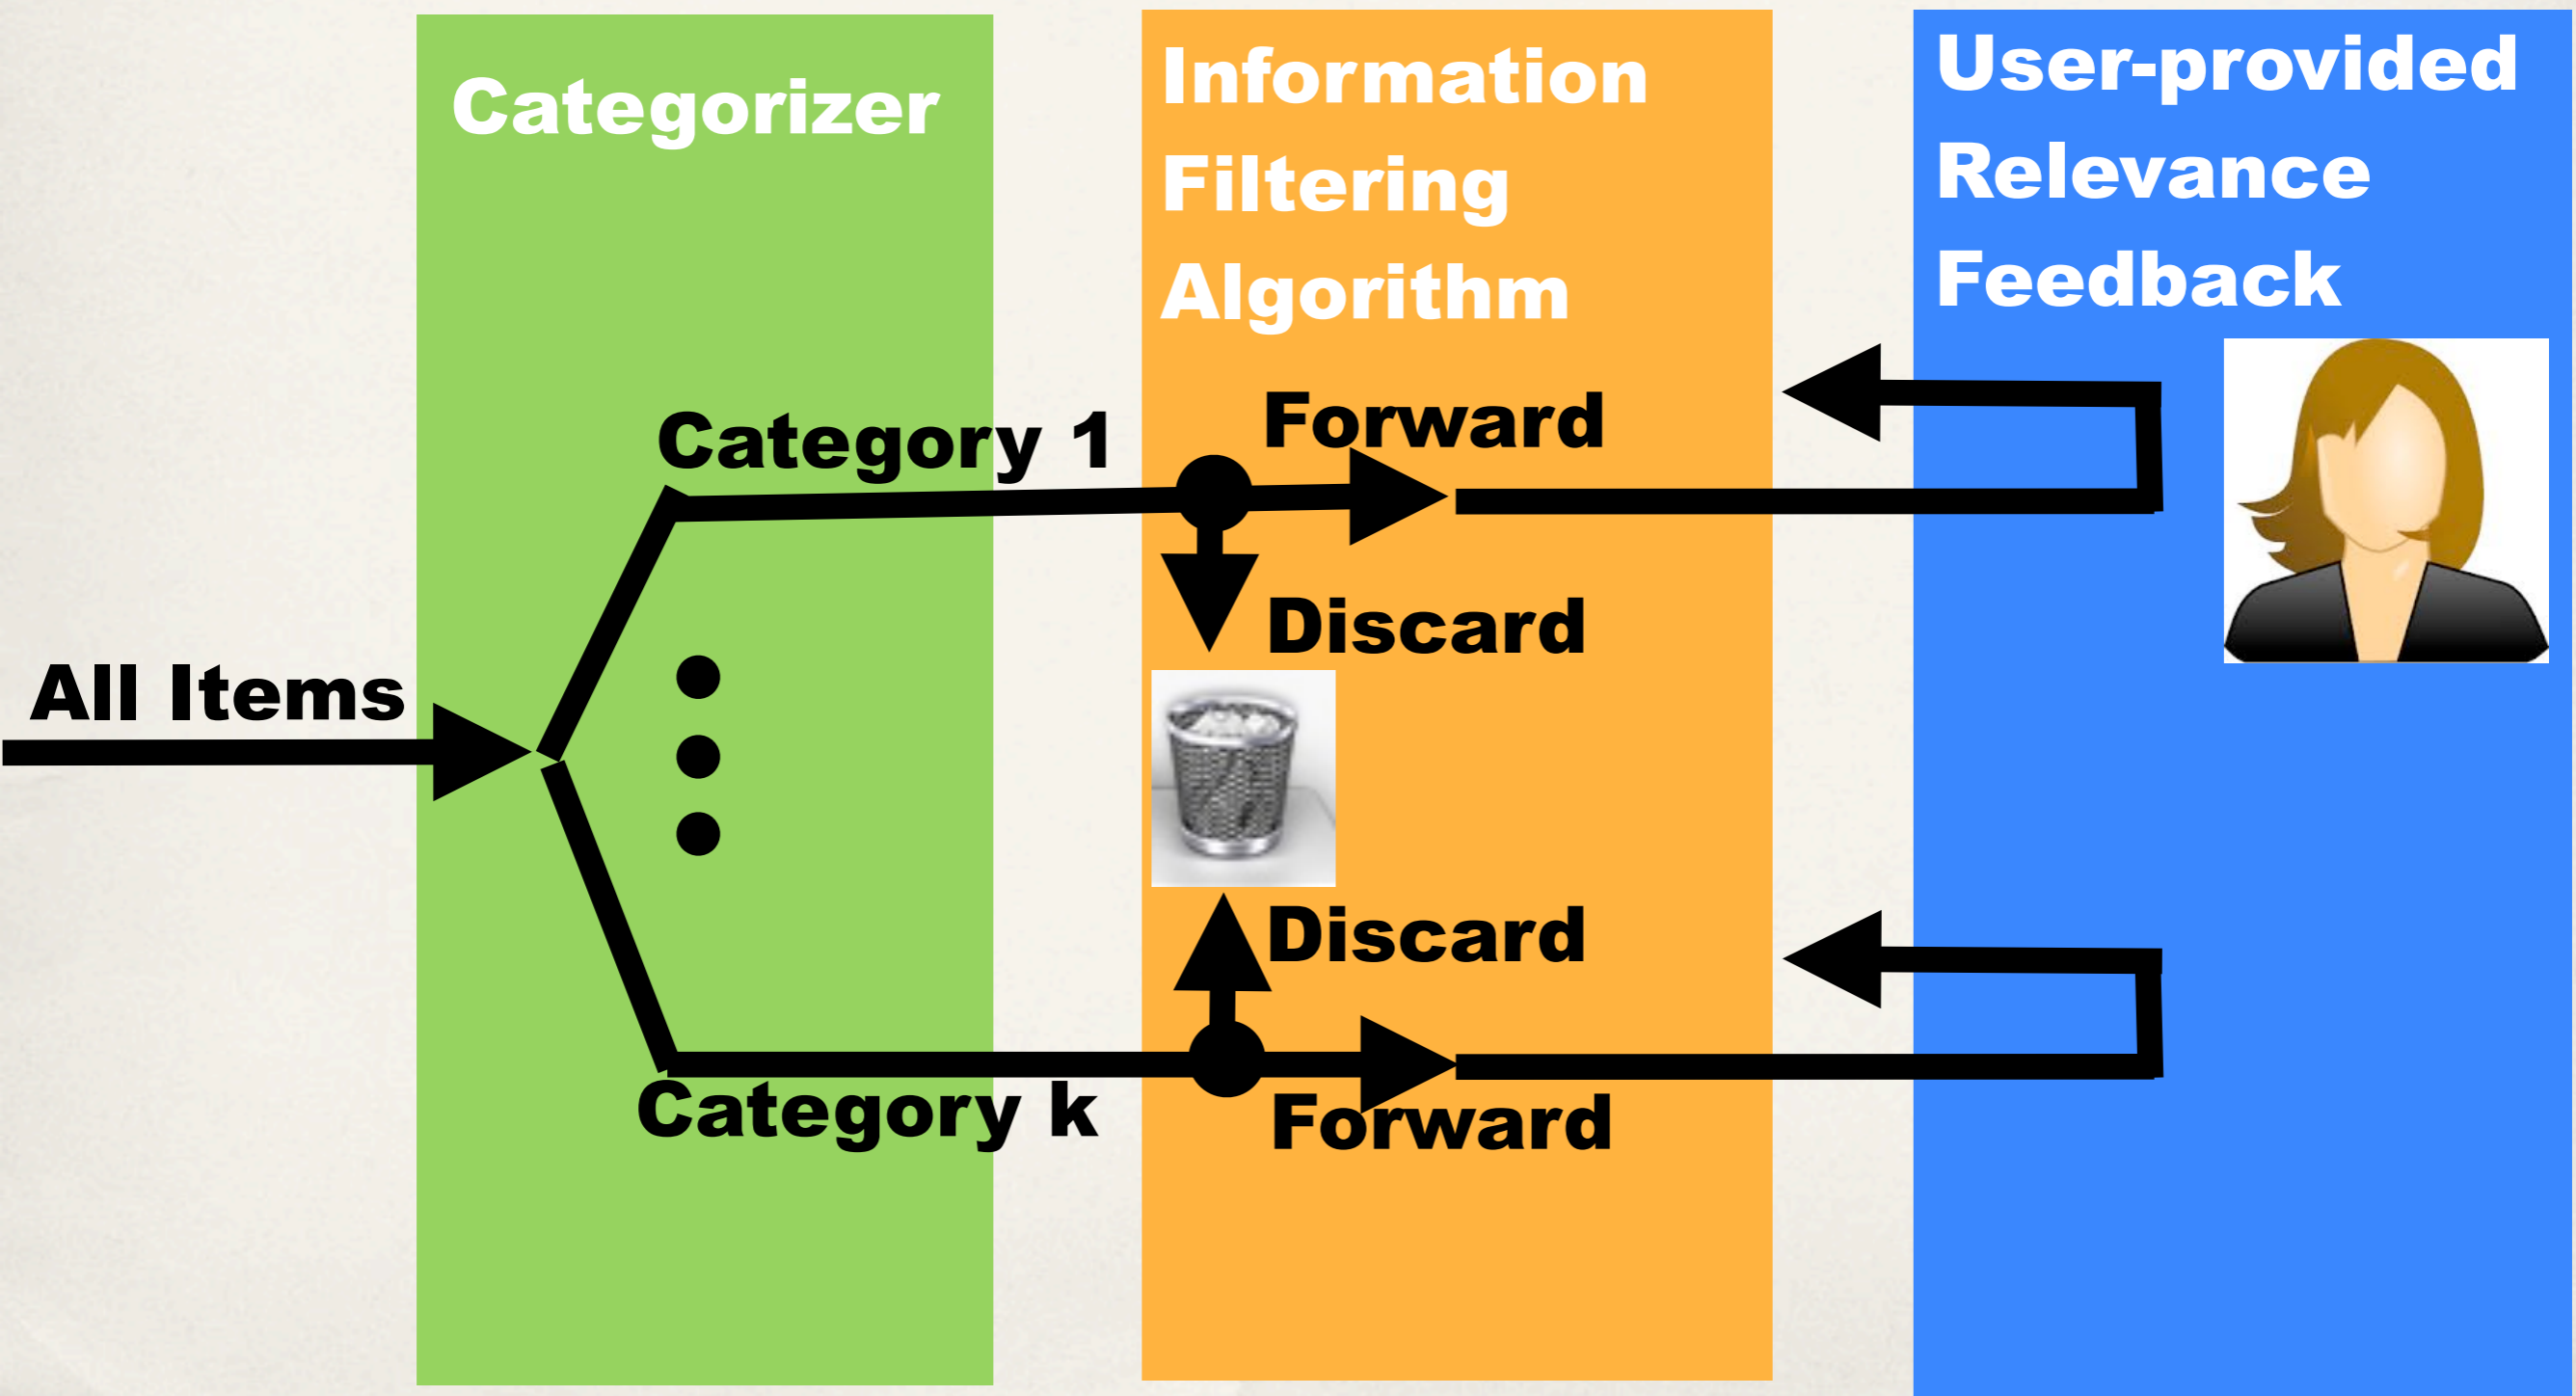 Categorizer
Information
Filtering
Algorithm
User-provided
Relevance
Feedback
All Items
Category 1
Forward
Discard
Discard
Category k
Forward